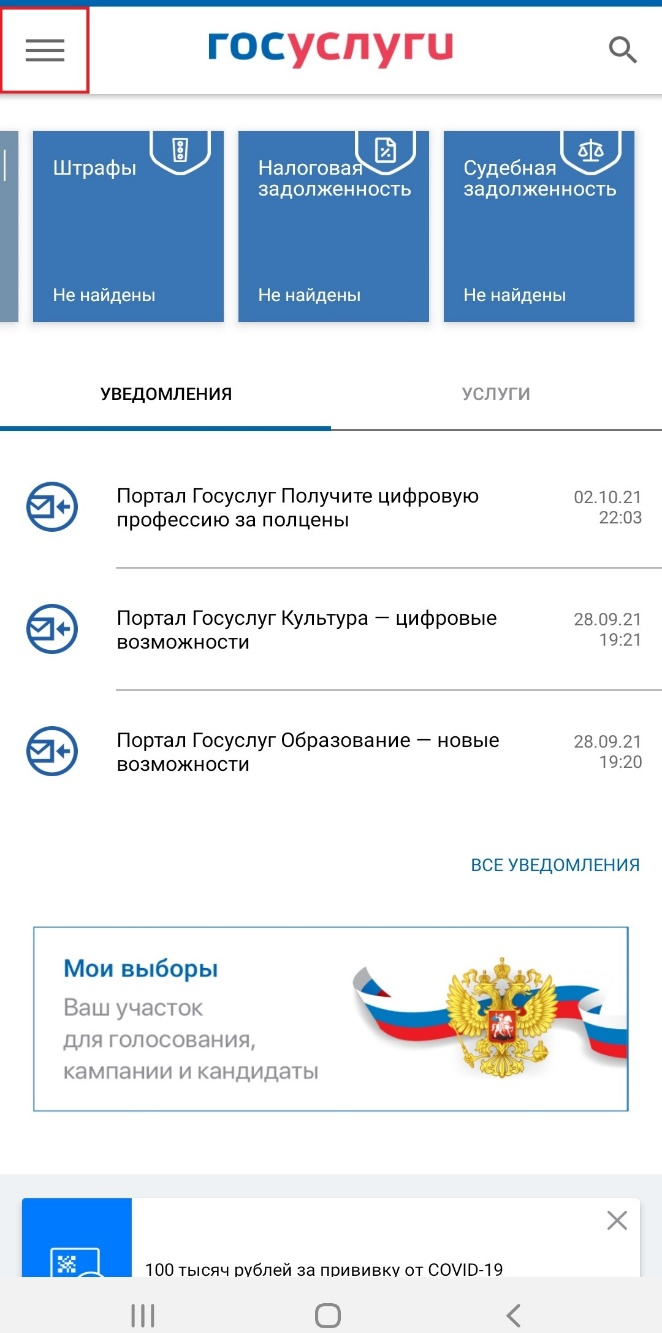 госуслуги
Штрафы
Не найдены
Налоговая
задолженность
Не найдены
Судебная
задолженность
Не найдены
УВЕДОМЛЕНИЯ
УСЛУГИ
Портал Госуслуг Получите цифровую
профессию за полцены
02.10.21
22:03
Портал Госуслуг Культура — цифровые
возможности
28.09.21
19:21
Портал Госуслуг Образование — новые
возможности
28.09.21
19:20
ВСЕ УВЕДОМЛЕНИЯ
Мои выборы
Ваш участок
для голосования,
кампании и кандидаты
100 тысяч рублей за прививку от COVID-19